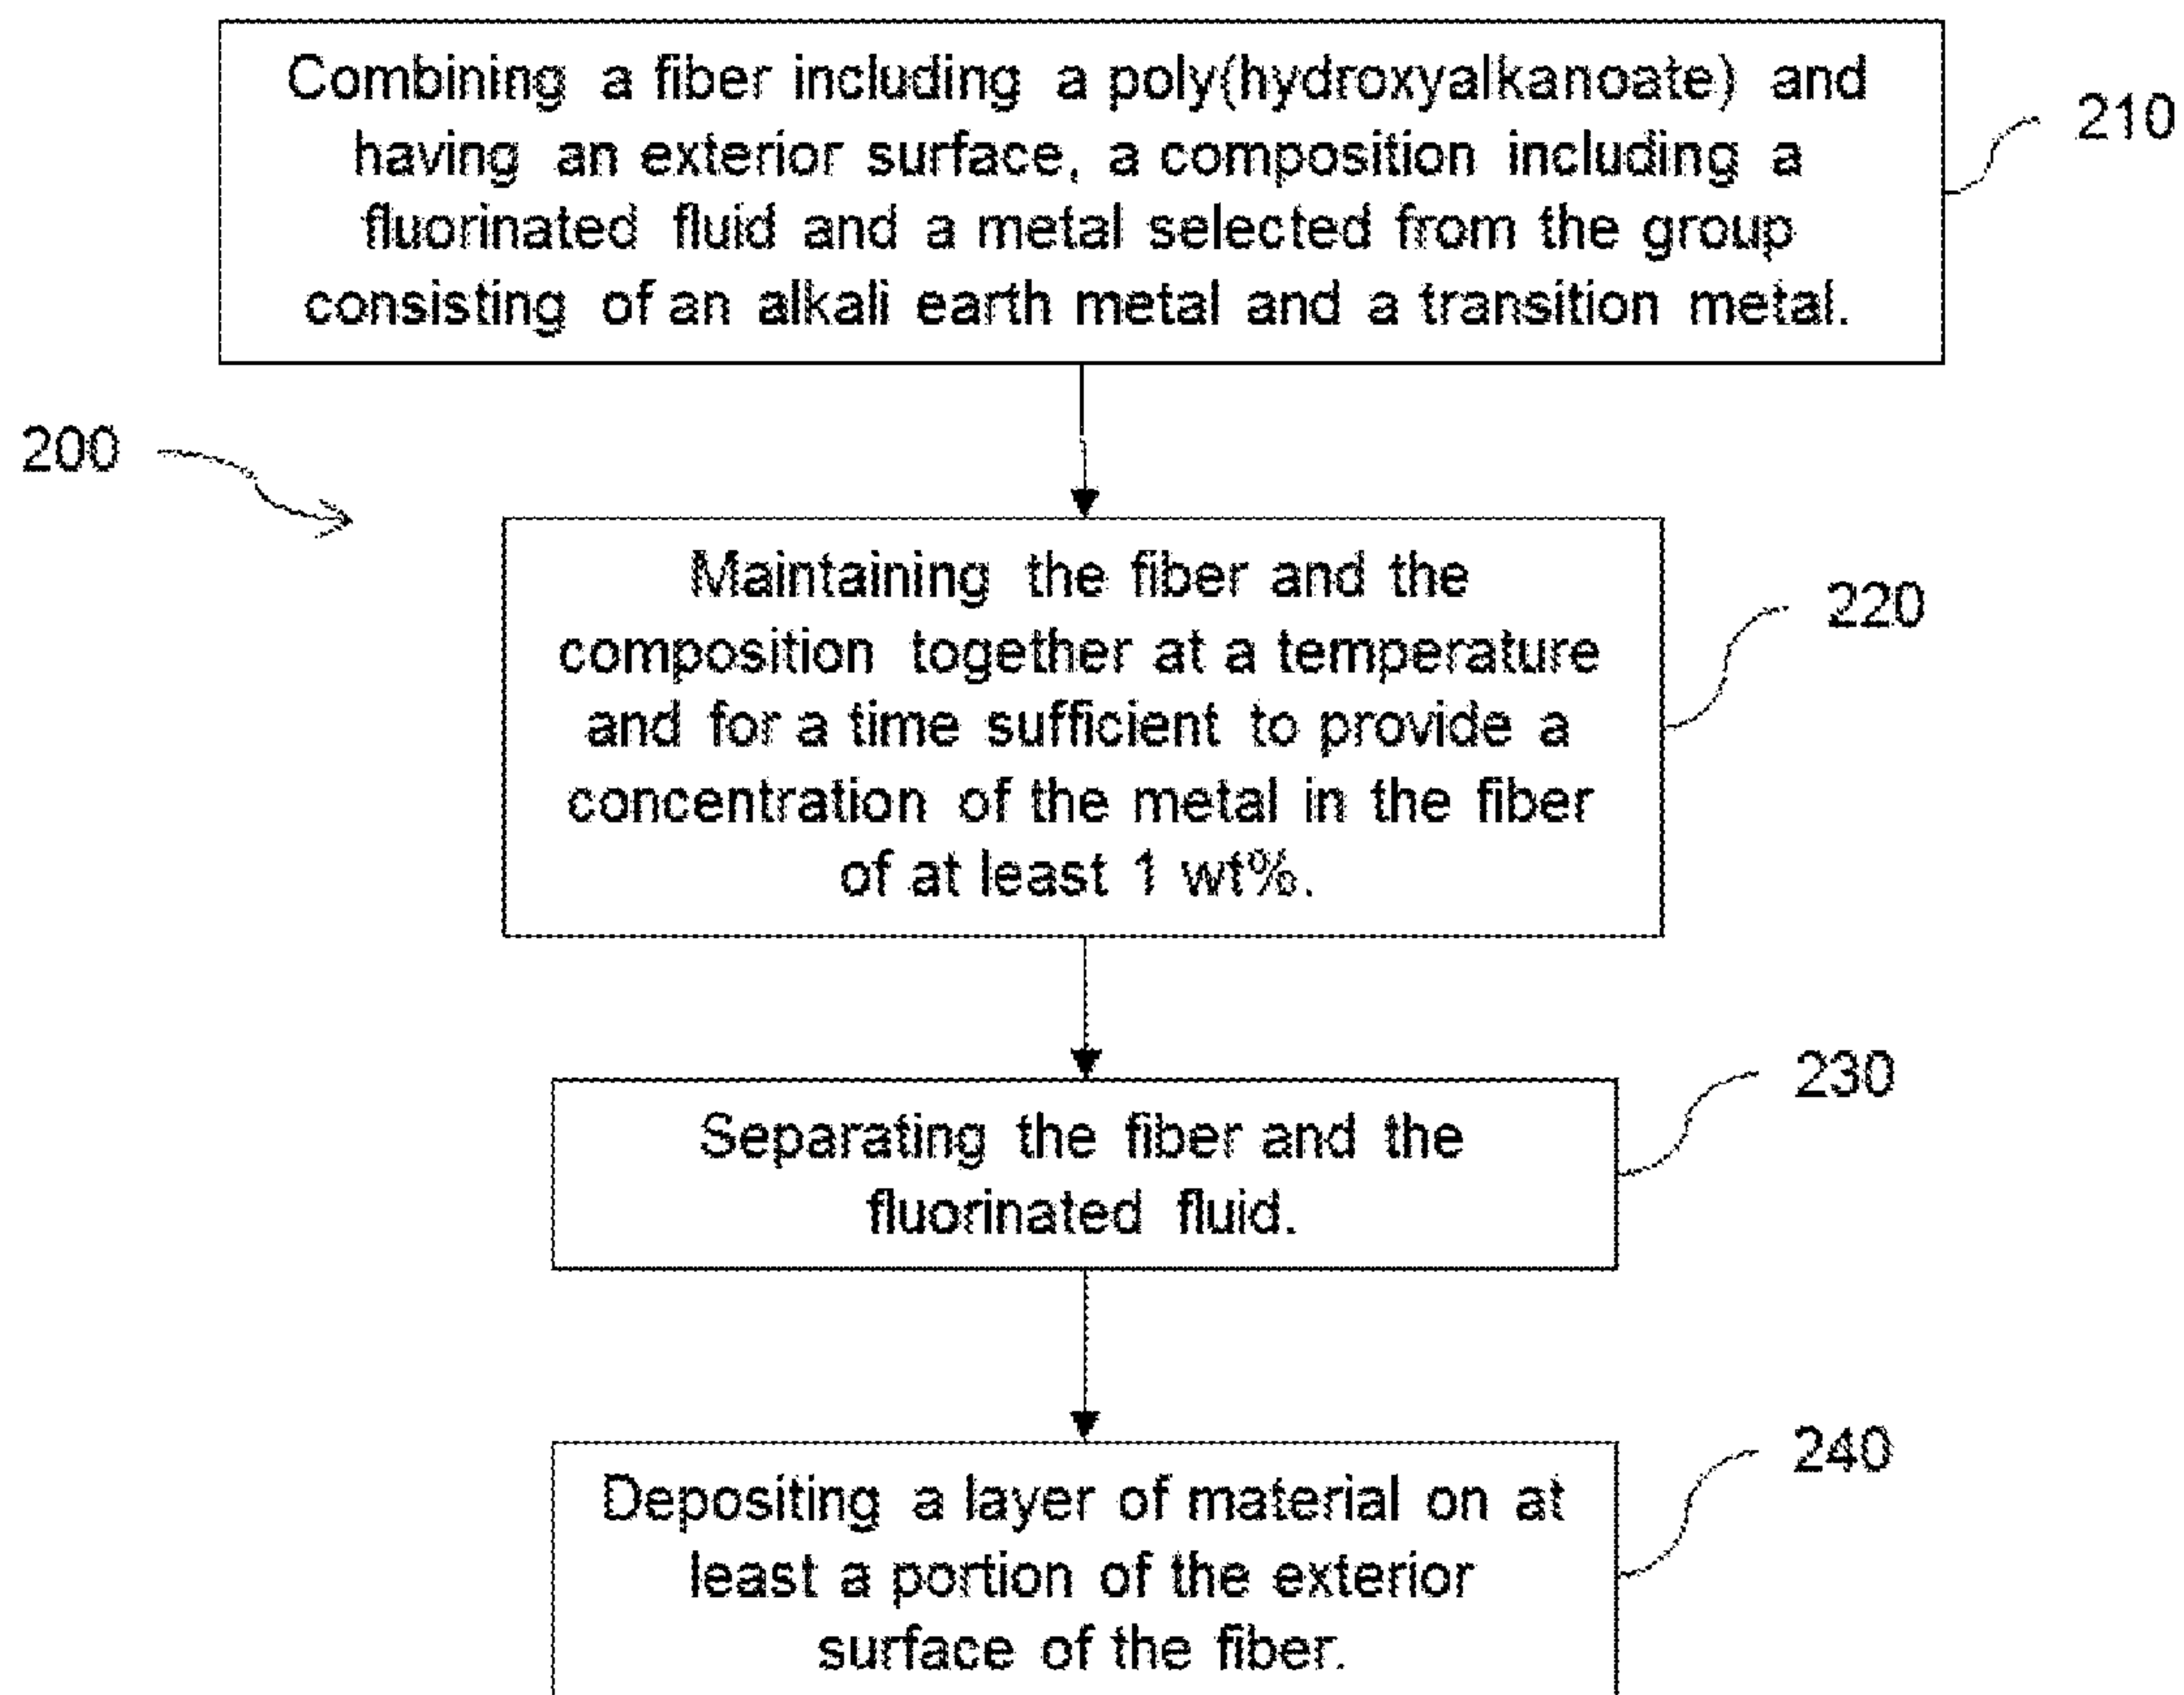 Combining a fiber including a poly(hydroxyalkanoate) and
having an exterior surface, a composition including a
fluorinated fluid and a metal selected from the group
consisting of an alkali earth metal and a transition metal.
210
200
Maintaining the fiber and the
composition together at a temperature
and for a time sufficient to provide a
concentration of the metal in the fiber
of at least 1 wt%.
220
Separating the fiber and the
fluorinated fluid.
230
Depositing a layer of material on at
least a portion of the exterior
surface of the fiber.
240